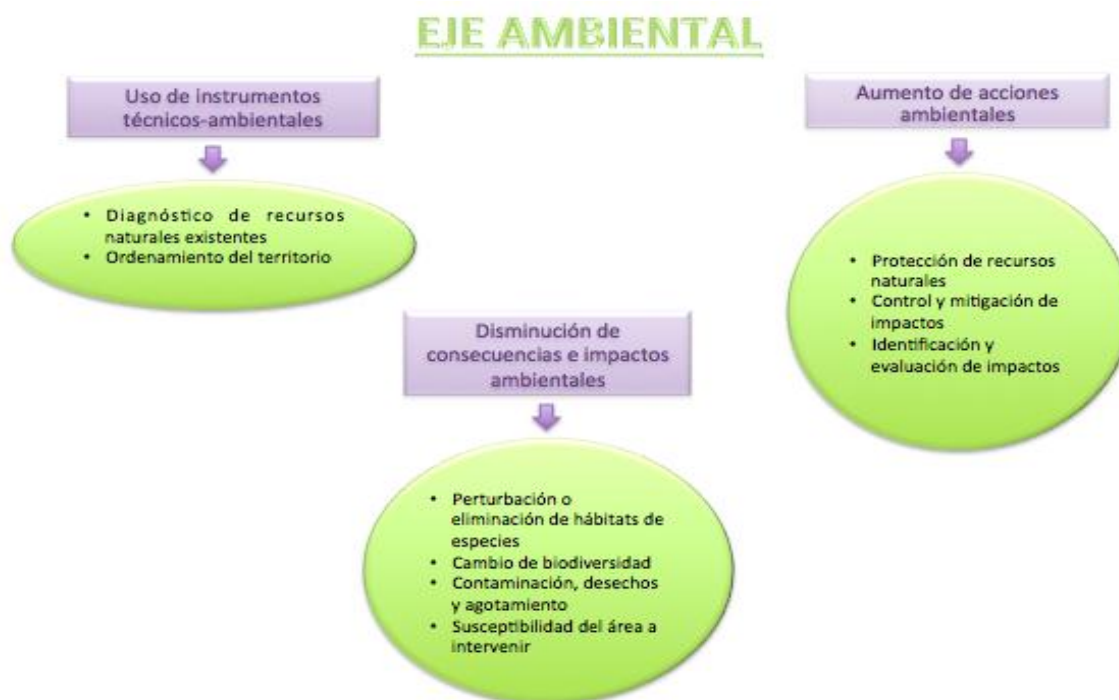 EJE AMBIENTAL
Uso de instrumentos
técnicos-ambientales
• Diagnóstico de recursos
naturales existentes
• Ordenamiento del territorio
Disminución de
consecuencias e impactos
ambientales
• Perturbación o
eliminación de hábitats de
especies
• Cambio de biodiversidad
• Contaminación, desechos
y agotamiento
• Susceptibilidad del área a
intervenir
Aumento de acciones
ambientales
• Protección de recursos
naturales
• Control y mitigación de
impactos
• Identificación y
evaluación de impactos